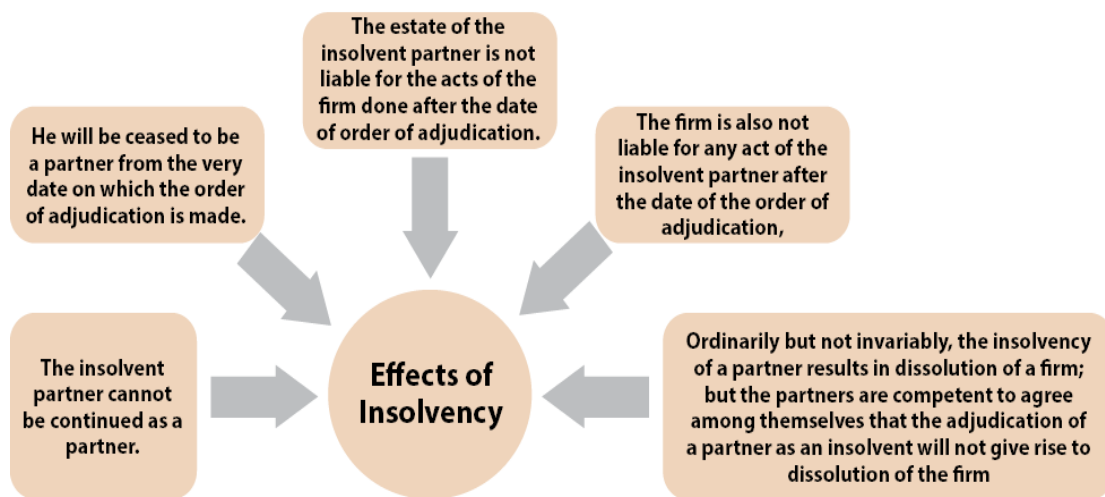 The estate of the
insolvent partner is not
liable for the acts of the
firm done after the date
of order of adjudication.
He will be ceased to be
a partner from the very
date on which the order
of adjudication is made.
The firm is also not
liable for any act of the
insolvent partner after
the date of the order of
adjudication,
The insolvent
partner cannot
be continued as a
partner.
Effects of
Insolvency
Ordinarily but not invariably, the insolvency
of a partner results in dissolution of a firm;
but the partners are competent to agree
among themselves that the adjudication of
a partner as an insolvent will not give rise to
dissolution of the firm